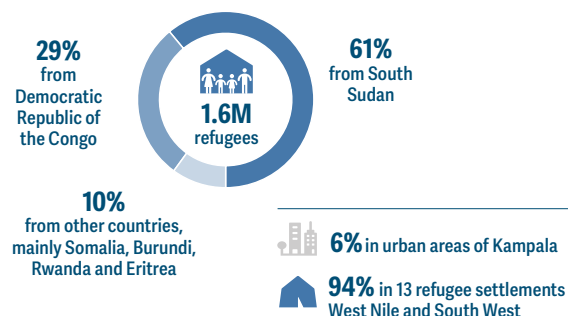 29%
from
Democratic
Republic of
the Congo
1.6M
refugees
61%
from South
Sudan
10%
from other countries,
mainly Somalia, Burundi,
Rwanda and Eritrea
6% in urban areas of Kampala
94% in 13 refugee settlements
West Nile and South West